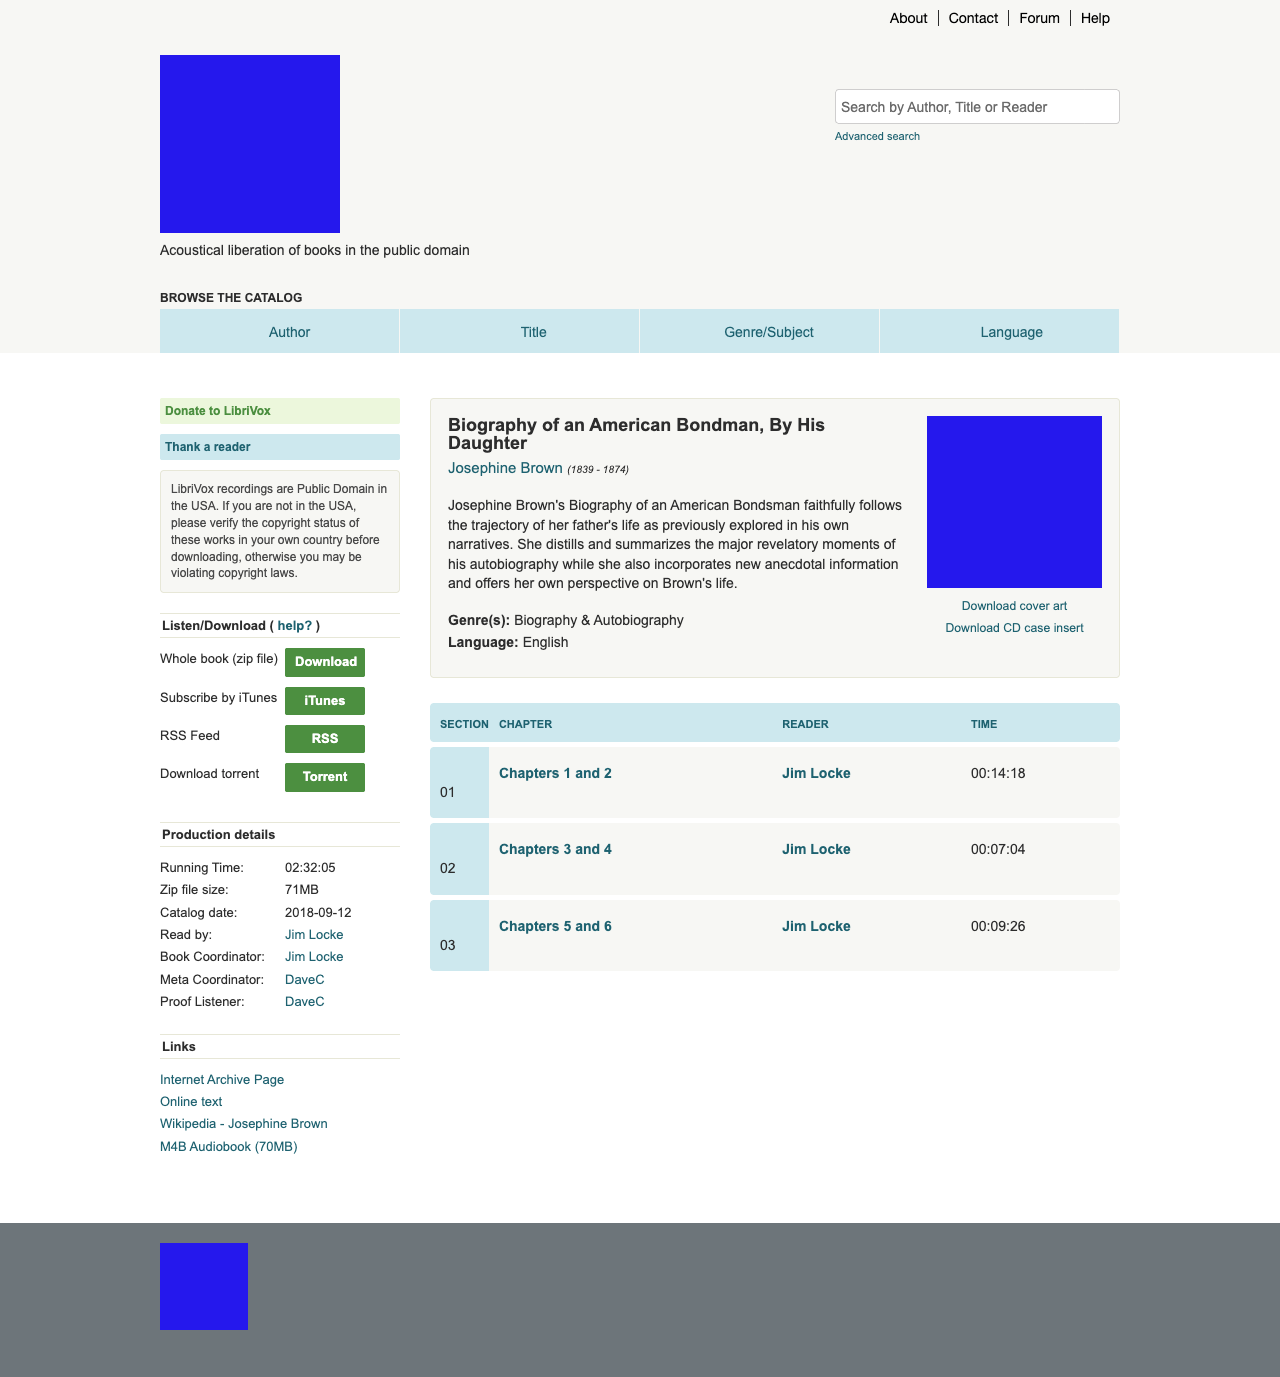 About
Contact
Forum
Help
Search by Author, Title or Reader
Advanced search
Acoustical liberation of books in the public domain
BROWSE THE CATALOG
Author
Title
Genre/Subject
Language
Donate to LibriVox
Thank a reader
LibriVox recordings are Public Domain in
the USA. If you are not in the USA,
please verify the copyright status of
these works in your own country before
downloading, otherwise you may be
violating copyright laws.
Listen/Download ( help? )
Whole book (zip file) Download
Subscribe by iTunes iTunes
RSS Feed RSS
Download torrent Torrent
Production details
Running Time: 02:32:05
Zip file size: 71MB
Catalog date: 2018-09-12
Read by: Jim Locke
Book Coordinator: Jim Locke
Meta Coordinator: DaveC
Proof Listener: DaveC
Links
Internet Archive Page
Online text
Wikipedia - Josephine Brown
M4B Audiobook (70MB)
Biography of an American Bondman, By His
Daughter
Josephine Brown (1839 - 1874)
Josephine Brown's Biography of an American Bondsman faithfully follows
the trajectory of her father's life as previously explored in his own
narratives. She distills and summarizes the major revelatory moments of
his autobiography while she also incorporates new anecdotal information
and offers her own perspective on Brown's life.
Genre(s): Biography & Autobiography
Language: English
Download cover art
Download CD case insert
SECTION CHAPTER READER TIME
01 Chapters 1 and 2 Jim Locke 00:14:18
02 Chapters 3 and 4 Jim Locke 00:07:04
03 Chapters 5 and 6 Jim Locke 00:09:26